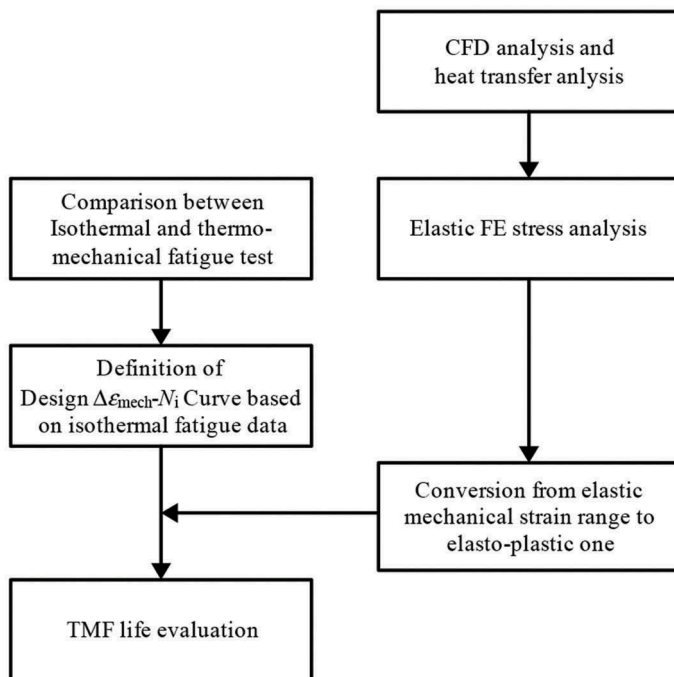 CFD analysis and
heat transfer anlysis
Comparison between
Isothermal and thermo-
mechanical fatigue test
Elastic FE stress analysis
Definition of
Design Δεmech-Ni Curve based
on isothermal fatigue data
Conversion from elastic
mechanical strain range to
elasto-plastic one
TMF life evaluation